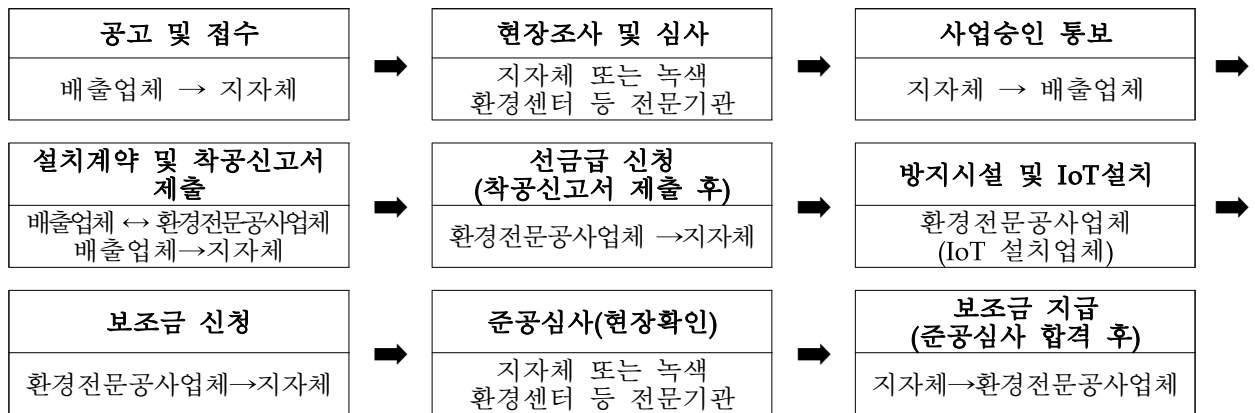 공고 및 접수
배출업체 → 지자체
현장조사 및 심사
지자체 또는 녹색
환경센터 등 전문기관
사업승인 통보
지자체 → 배출업체
설치계약 및 착공신고서
제출
배출업체 ↔ 환경전문공사업체
배출업체→지자체
선금급 신청
(착공신고서 제출 후)
환경전문공사업체 →지자체
방지시설 및 IoT설치
환경전문공사업체
(IoT 설치업체)
보조금 신청
환경전문공사업체→지자체
준공심사(현장확인)
지자체 또는 녹색
환경센터 등 전문기관
보조금 지급
(준공심사 합격 후)
지자체→환경전문공사업체